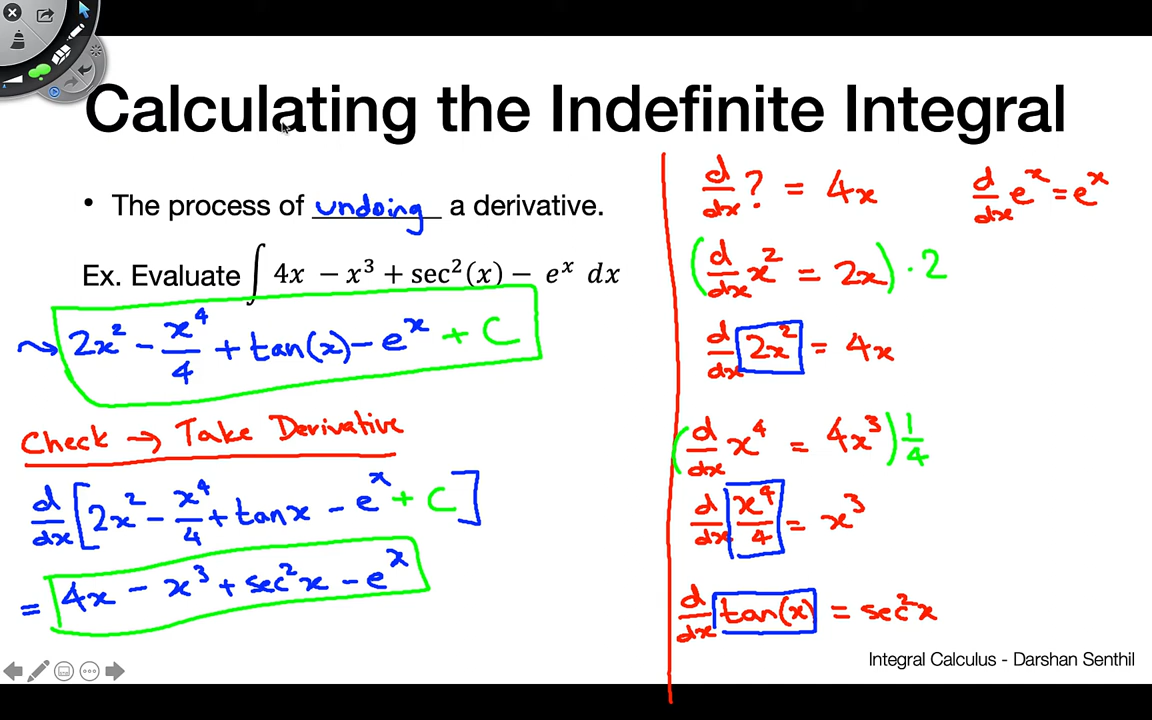 Calculating the Indefinite Integral
• The process of undoing a derivative.
Ex. Evaluate ∫ 4x − x³ + sec²(x) − eˣ dx
⇝ 2x² − x⁴/4 + tan(x) − eˣ + C
Check → Take Derivative
d/dx [2x² − x⁴/4 + tanx − eˣ + C]
= 4x − x³ + sec²x − eˣ
d/dx ? = 4x
d/dx eˣ = eˣ
(d/dx x² = 2x) · 2
d/dx 2x² = 4x
(d/dx x⁴ = 4x³) 1/4
d/dx x⁴/4 = x³
d/dx tan(x) = sec²x
Integral Calculus - Darshan Senthil